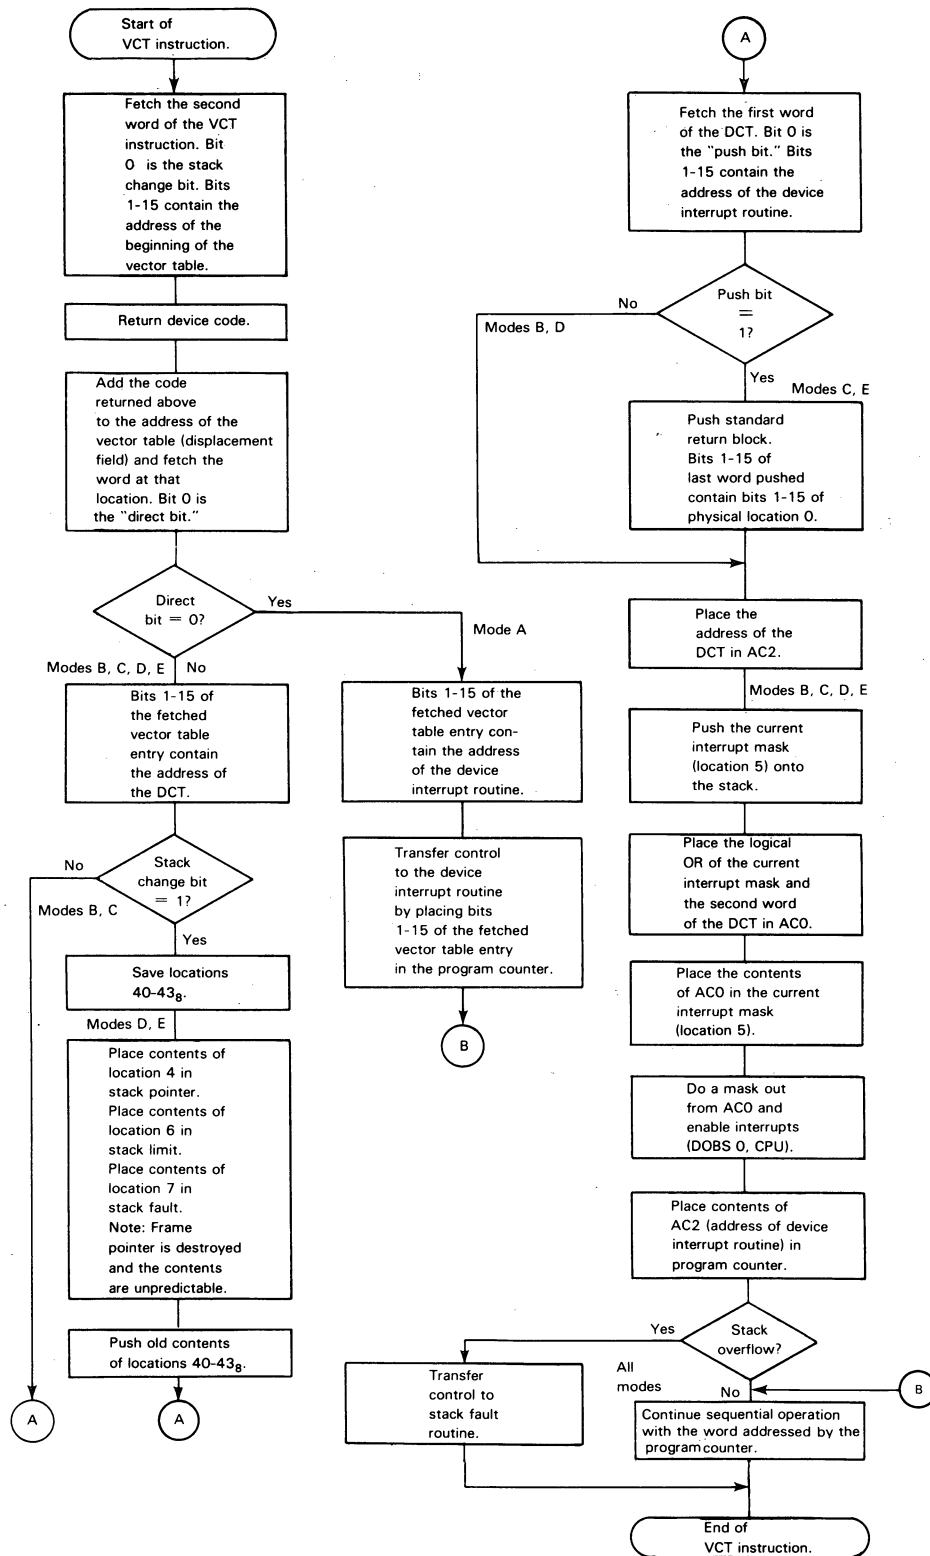 Start of
VCT instruction.
Fetch the second
word of the VCT
instruction. Bit
0 is the stack
change bit. Bits
1-15 contain the
address of the
beginning of the
vector table.
Return device code.
Add the code
returned above
to the address of the
vector table (displacement
field) and fetch the
word at that
location. Bit 0 is
the "direct bit."
Direct
bit = 0?
Yes
Mode A
Modes B, C, D, E
No
Bits 1-15 of
the fetched
vector table
entry contain
the address of
the DCT.
Stack
change bit
= 1?
No
Modes B, C
Yes
Save locations
40-43₈.
Modes D, E
Place contents of
location 4 in
stack pointer.
Place contents of
location 6 in
stack limit.
Place contents of
location 7 in
stack fault.
Note: Frame
pointer is destroyed
and the contents
are unpredictable.
Push old contents
of locations 40-43₈.
A
A
Bits 1-15 of the
fetched vector
table entry con-
tain the address
of the device
interrupt routine.
Transfer control
to the device
interrupt routine
by placing bits
1-15 of the fetched
vector table entry
in the program counter.
B
A
Fetch the first word
of the DCT. Bit 0 is
the "push bit." Bits
1-15 contain the
address of the device
interrupt routine.
Push bit
=
1?
No
Modes B, D
Yes
Modes C, E
Push standard
return block.
Bits 1-15 of
last word pushed
contain bits 1-15 of
physical location 0.
Place the
address of the
DCT in AC2.
Modes B, C, D, E
Push the current
interrupt mask
(location 5) onto
the stack.
Place the logical
OR of the current
interrupt mask and
the second word
of the DCT in AC0.
Place the contents
of AC0 in the current
interrupt mask
(location 5).
Do a mask out
from AC0 and
enable interrupts
(DOBS 0, CPU).
Place contents of
AC2 (address of device
interrupt routine) in
program counter.
Stack
overflow?
Yes
Transfer
control to
stack fault
routine.
All
modes
No
B
Continue sequential operation
with the word addressed by the
program counter.
End of
VCT instruction.